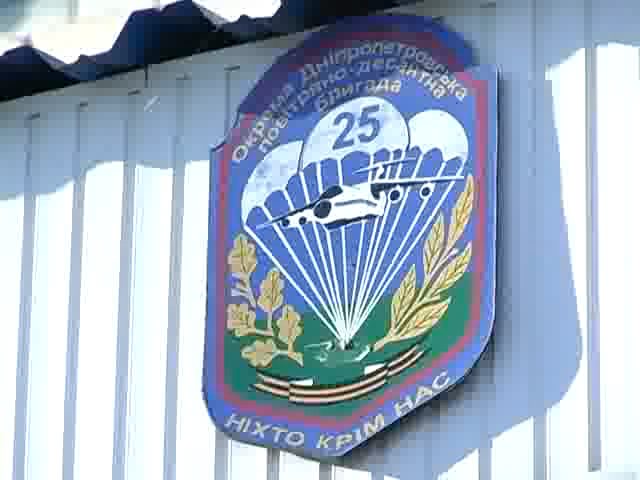 Окрема Дніпропетровська
повітряно-десантна
бригада
25
НІХТО КРІМ НАС